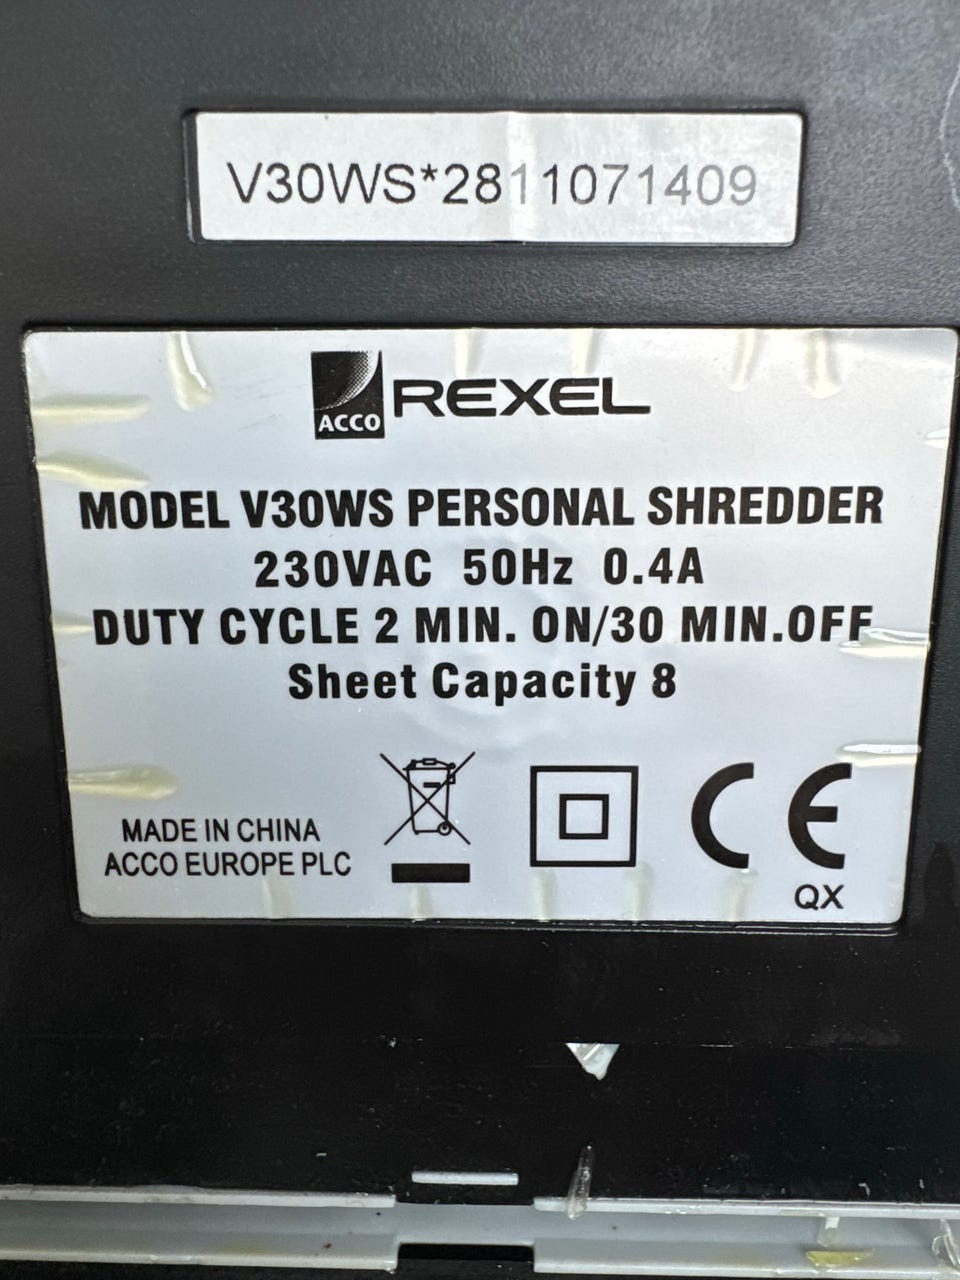 V30WS*2811071409
ACCO REXEL
MODEL V30WS PERSONAL SHREDDER
230VAC 50Hz 0.4A
DUTY CYCLE 2 MIN. ON/30 MIN.OFF
Sheet Capacity 8
MADE IN CHINA
ACCO EUROPE PLC
CE
QX